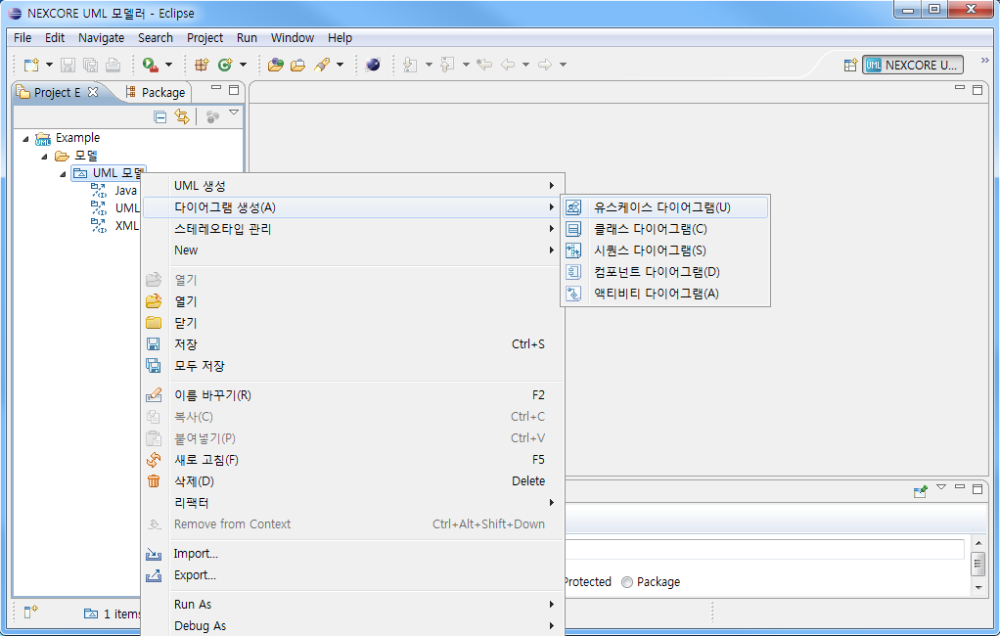 NEXCORE UML 모델러 - Eclipse
File Edit Navigate Search Project Run Window Help
UML NEXCORE U...
Project E Package
Example
모델
UML 모델
Java
UML
XML
UML 생성
다이어그램 생성(A)
스테레오타입 관리
New
열기
열기
닫기
저장 Ctrl+S
모두 저장
이름 바꾸기(R) F2
복사(C) Ctrl+C
붙여넣기(P) Ctrl+V
새로 고침(F) F5
삭제(D) Delete
리팩터
Remove from Context Ctrl+Alt+Shift+Down
Import...
Export...
Run As
Debug As
유스케이스 다이어그램(U)
클래스 다이어그램(C)
시퀀스 다이어그램(S)
컴포넌트 다이어그램(D)
액티비티 다이어그램(A)
Protected Package
1 items